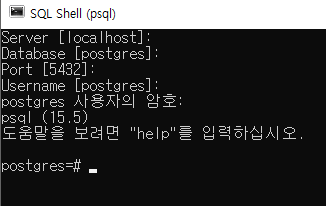 SQL Shell (psql)
Server [localhost]:
Database [postgres]:
Port [5432]:
Username [postgres]:
postgres 사용자의 암호:
psql (15.5)
도움말을 보려면 "help"를 입력하십시오.
postgres=#